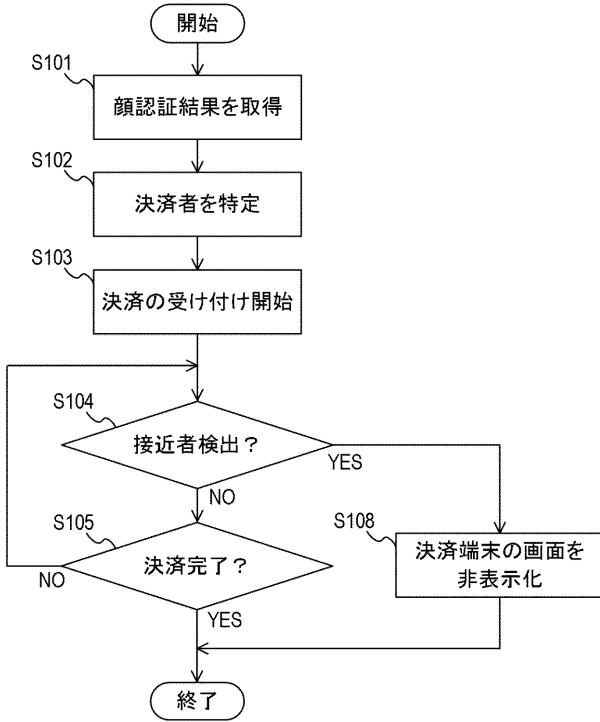 開始
S101
顔認証結果を取得
S102
決済者を特定
S103
決済の受け付け開始
S104
接近者検出？
YES
NO
S105
決済完了？
NO
YES
S108
決済端末の画面を
非表示化
終了